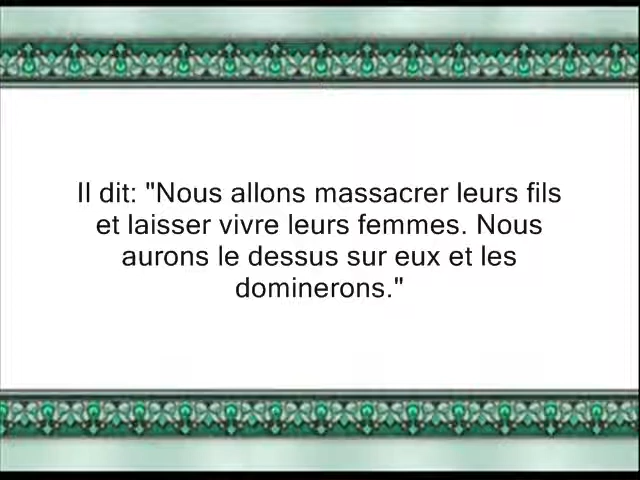 Il dit: "Nous allons massacrer leurs fils
et laisser vivre leurs femmes. Nous
aurons le dessus sur eux et les
dominerons."